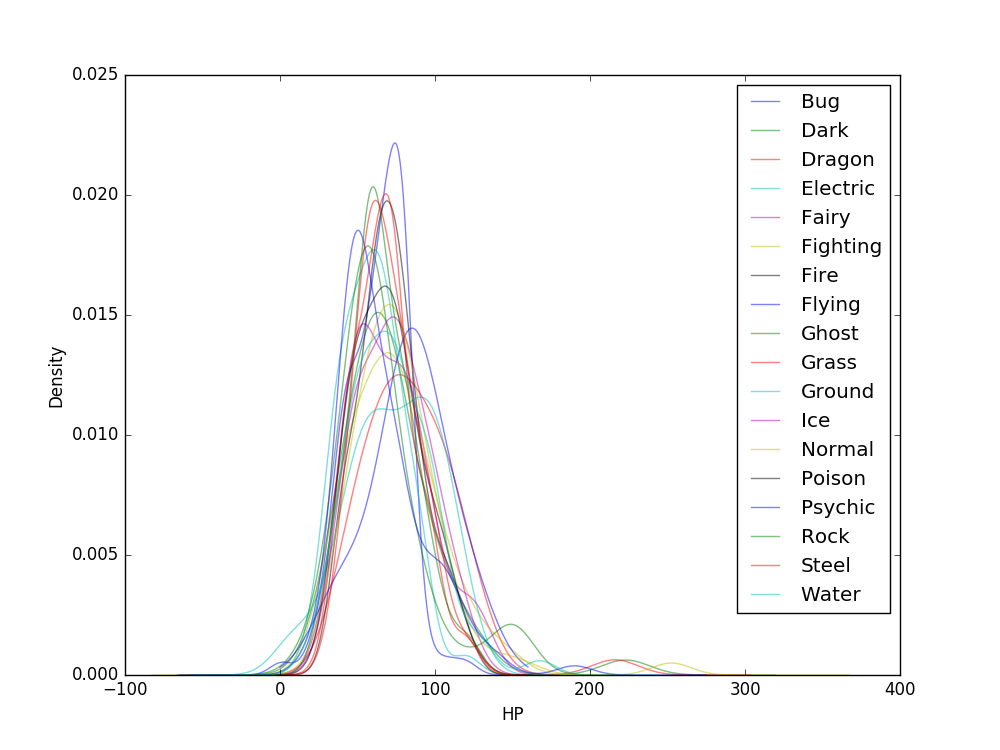 0.025
0.020
0.015
0.010
0.005
0.000
Density
−100
0
100
200
300
400
HP
Bug
Dark
Dragon
Electric
Fairy
Fighting
Fire
Flying
Ghost
Grass
Ground
Ice
Normal
Poison
Psychic
Rock
Steel
Water